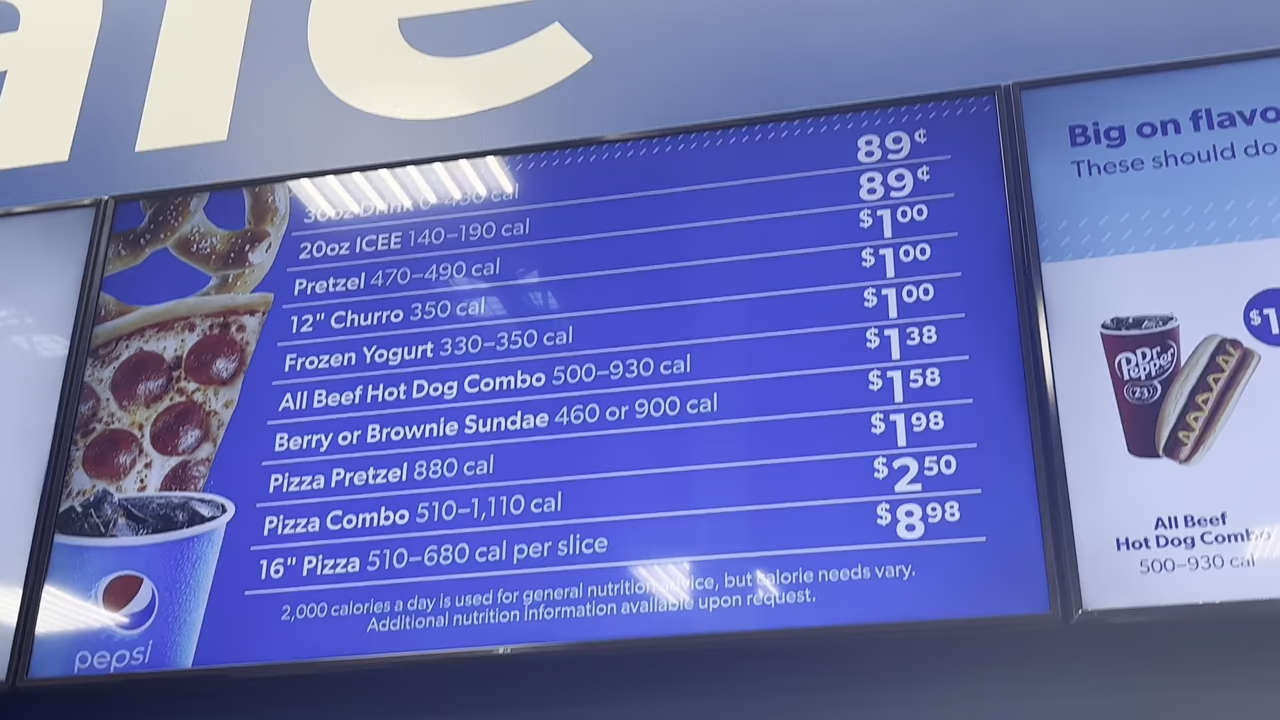 afe
30oz Drink 0-430 cal 89¢
20oz ICEE 140-190 cal 89¢
Pretzel 470-490 cal $1.00
12" Churro 350 cal $1.00
Frozen Yogurt 330-350 cal $1.00
All Beef Hot Dog Combo 500-930 cal $1.38
Berry or Brownie Sundae 460 or 900 cal $1.58
Pizza Pretzel 880 cal $1.98
Pizza Combo 510-1,110 cal $2.50
16" Pizza 510-680 cal per slice $8.98
2,000 calories a day is used for general nutrition advice, but calorie needs vary.
Additional nutrition information available upon request.
pepsi
Big on flavo
These should do
$1
Dr Pepper
23
All Beef
Hot Dog Combo
500-930 cal